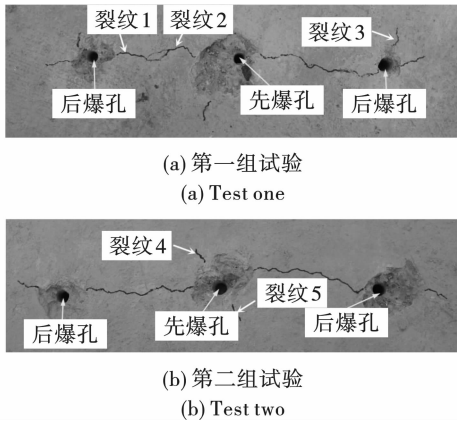 裂纹1
裂纹2
裂纹3
后爆孔
先爆孔
后爆孔
(a) 第一组试验
(a) Test one
裂纹4
裂纹5
后爆孔
先爆孔
后爆孔
(b) 第二组试验
(b) Test two